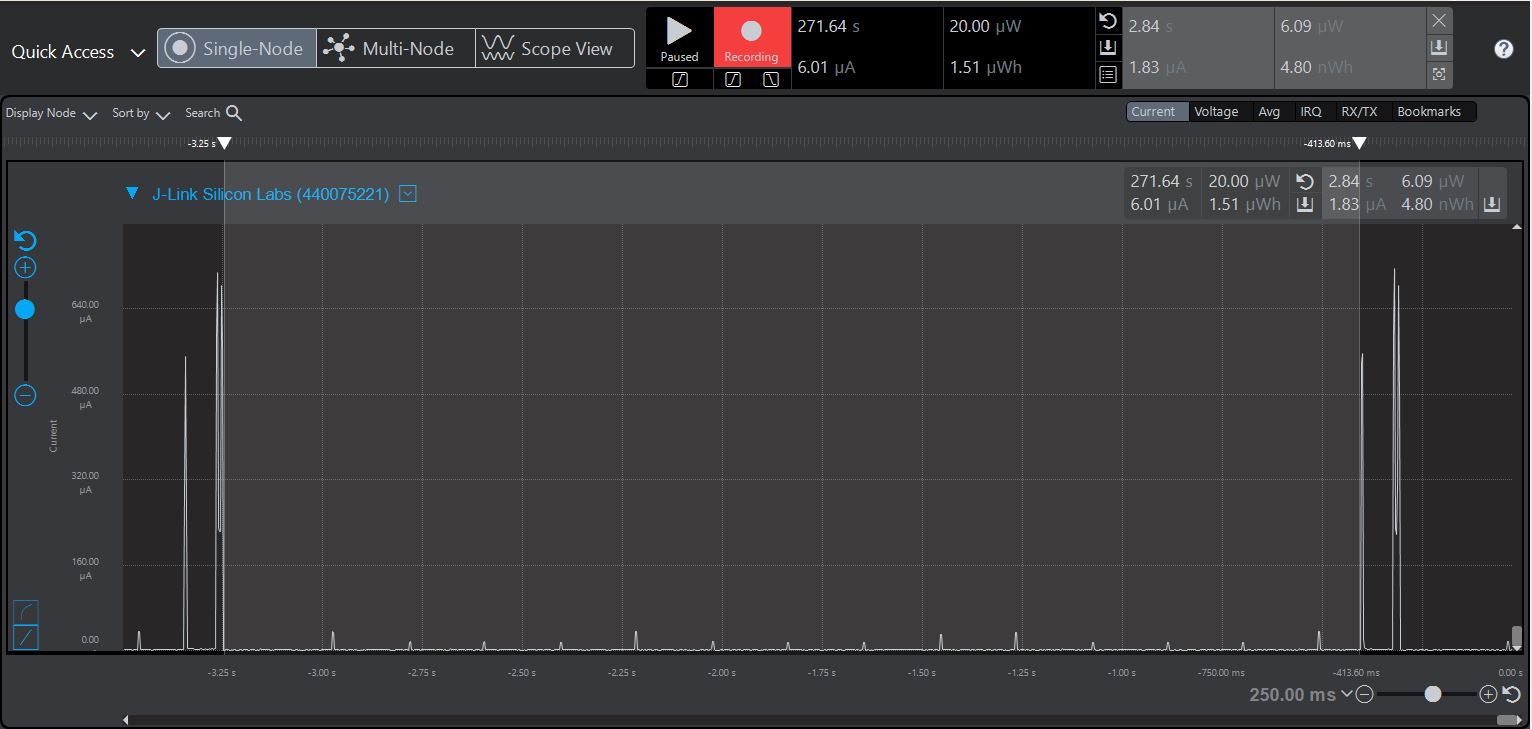 Quick Access
Single-Node
Multi-Node
Scope View
Paused
Recording
271.64 s
20.00 µW
6.01 µA
1.51 µWh
2.84 s
6.09 µW
1.83 µA
4.80 nWh
?
Display Node
Sort by
Search
Current
Voltage
Avg
IRQ
RX/TX
Bookmarks
-3.25 s
-413.60 ms
J-Link Silicon Labs (440075221)
271.64 s 20.00 µW
6.01 µA 1.51 µWh
2.84 s 6.09 µW
1.83 µA 4.80 nWh
640.00
µA
480.00
µA
Current
320.00
µA
160.00
µA
0.00
-3.25 s -3.00 s -2.75 s -2.50 s -2.25 s -2.00 s -1.75 s -1.50 s -1.25 s -1.00 s -750.00 ms -413.60 ms 0.00 s
250.00 ms